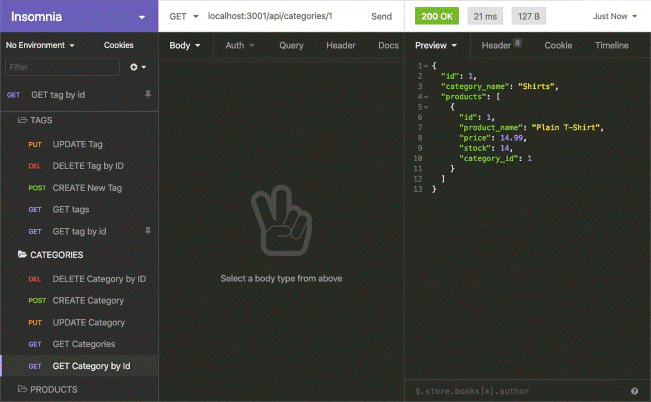 Insomnia
GET localhost:3001/api/categories/1 Send
200 OK 21 ms 127 B Just Now
No Environment Cookies
Filter
GET GET tag by id
TAGS
PUT UPDATE Tag
DEL DELETE Tag by ID
POST CREATE New Tag
GET GET tags
GET GET tag by id
CATEGORIES
DEL DELETE Category by ID
POST CREATE Category
PUT UPDATE Category
GET GET Categories
GET GET Category by Id
PRODUCTS
Body Auth Query Header Docs
Select a body type from above
Preview Header 6 Cookie Timeline
1 {
2 "id": 1,
3 "category_name": "Shirts",
4 "products": [
5 {
6 "id": 1,
7 "product_name": "Plain T-Shirt",
8 "price": 14.99,
9 "stock": 14,
10 "category_id": 1
11 }
12 ]
13 }
$.store.books[*].author